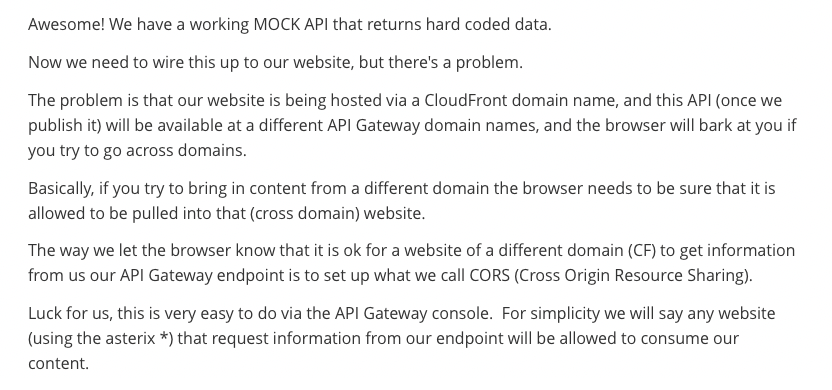 Awesome! We have a working MOCK API that returns hard coded data.
Now we need to wire this up to our website, but there's a problem.
The problem is that our website is being hosted via a CloudFront domain name, and this API (once we
publish it) will be available at a different API Gateway domain names, and the browser will bark at you if
you try to go across domains.
Basically, if you try to bring in content from a different domain the browser needs to be sure that it is
allowed to be pulled into that (cross domain) website.
The way we let the browser know that it is ok for a website of a different domain (CF) to get information
from us our API Gateway endpoint is to set up what we call CORS (Cross Origin Resource Sharing).
Luck for us, this is very easy to do via the API Gateway console.  For simplicity we will say any website
(using the asterix *) that request information from our endpoint will be allowed to consume our
content.